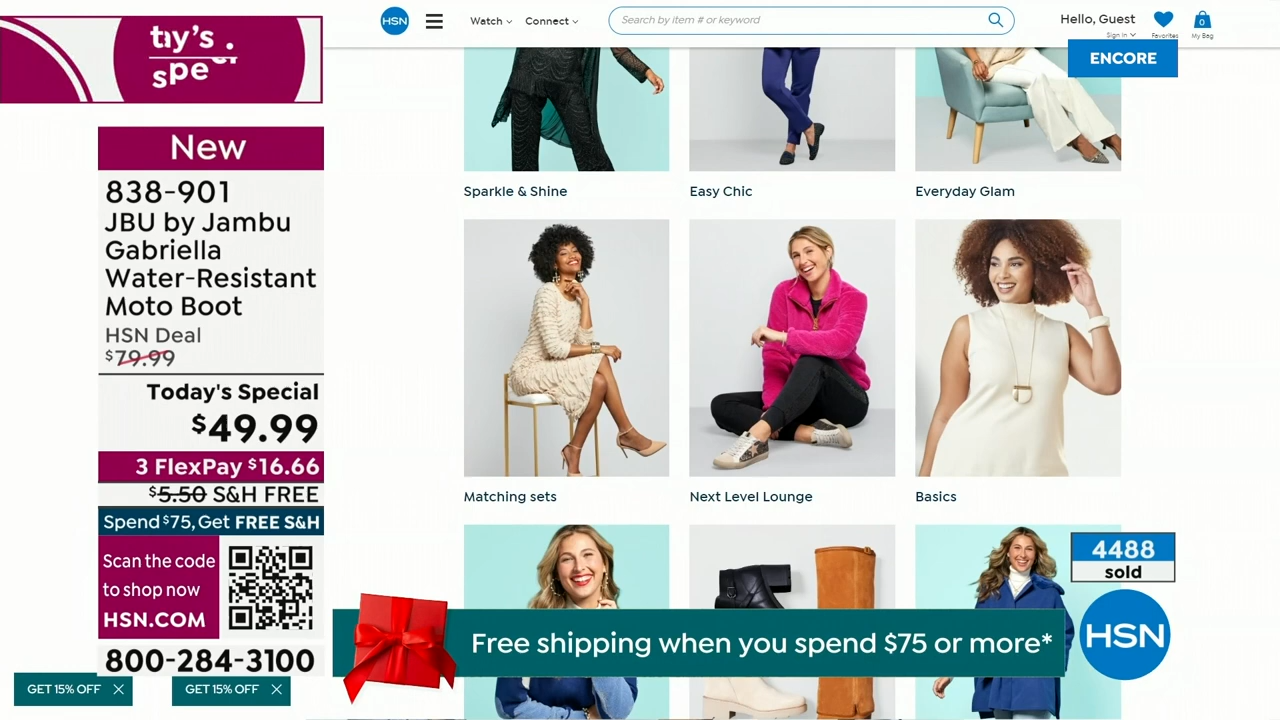 HSN
Watch
Connect
Search by item # or keyword
Hello, Guest
Sign In
Favorites
0
My Bag
ENCORE
New
838-901
JBU by Jambu
Gabriella
Water-Resistant
Moto Boot
HSN Deal
$79.99
Today's Special
$49.99
3 FlexPay $16.66
$5.50 S&H FREE
Spend $75, Get FREE S&H
Scan the code
to shop now
HSN.COM
800-284-3100
GET 15% OFF
GET 15% OFF
Sparkle & Shine
Easy Chic
Everyday Glam
Matching sets
Next Level Lounge
Basics
4488
sold
Free shipping when you spend $75 or more*
HSN